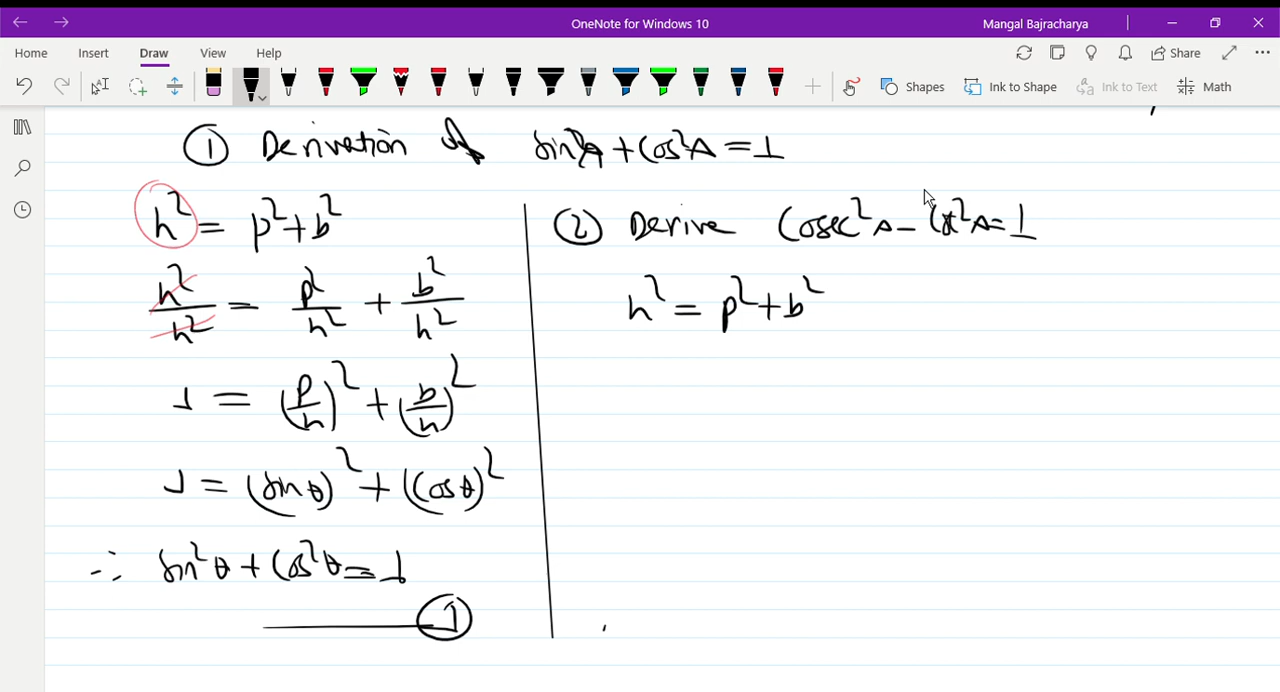 OneNote for Windows 10
Mangal Bajracharya
Home Insert Draw View Help
Share
Shapes Ink to Shape Ink to Text Math
① Derivation of sin²A + Cos²A = 1
h² = p² + b²
h²/h² = p²/h² + b²/h²
1 = (p/h)² + (b/h)²
1 = (sinθ)² + (Cosθ)²
∴ sin²θ + Cos²θ = 1
①
② Derive Cosec²A - Cot²A = 1
h² = p² + b²